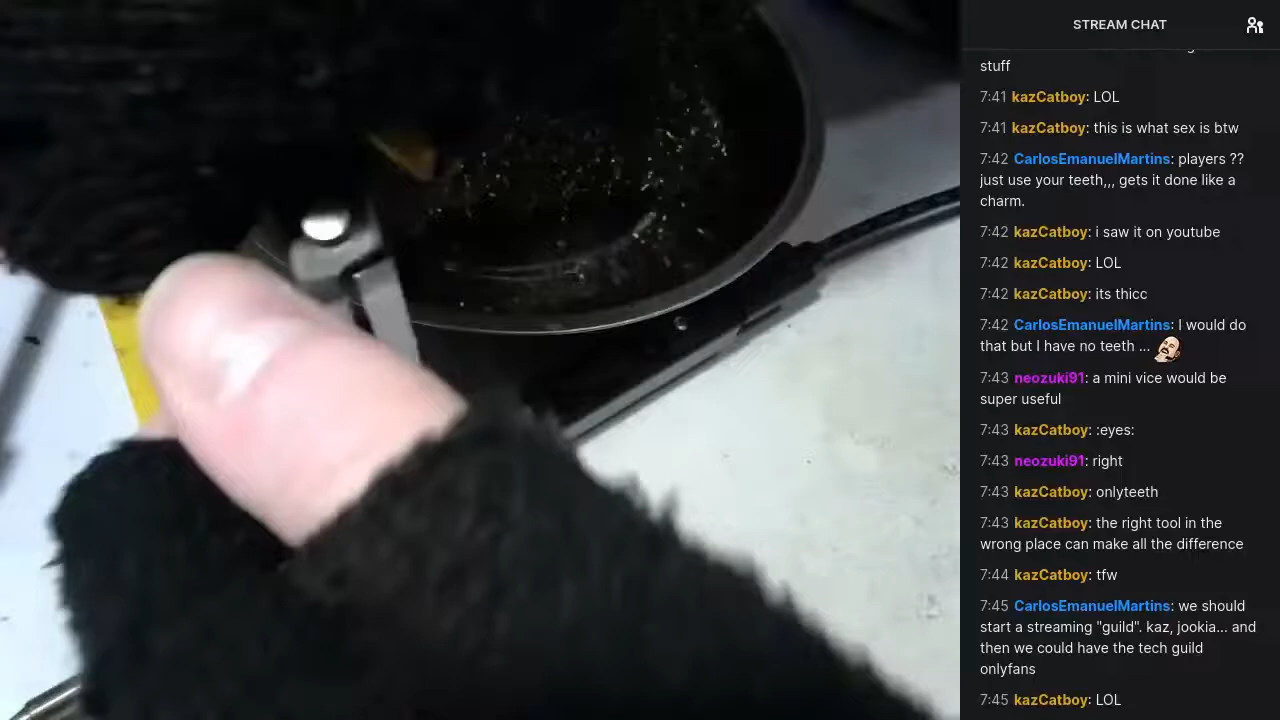 STREAM CHAT
stuff
7:41 kazCatboy: LOL
7:41 kazCatboy: this is what sex is btw
7:42 CarlosEmanuelMartins: players ??
just use your teeth,,, gets it done like a
charm.
7:42 kazCatboy: i saw it on youtube
7:42 kazCatboy: LOL
7:42 kazCatboy: its thicc
7:42 CarlosEmanuelMartins: I would do
that but I have no teeth ...
7:43 neozuki91: a mini vice would be
super useful
7:43 kazCatboy: :eyes:
7:43 neozuki91: right
7:43 kazCatboy: onlyteeth
7:43 kazCatboy: the right tool in the
wrong place can make all the difference
7:44 kazCatboy: tfw
7:45 CarlosEmanuelMartins: we should
start a streaming "guild". kaz, jookia... and
then we could have the tech guild
onlyfans
7:45 kazCatboy: LOL